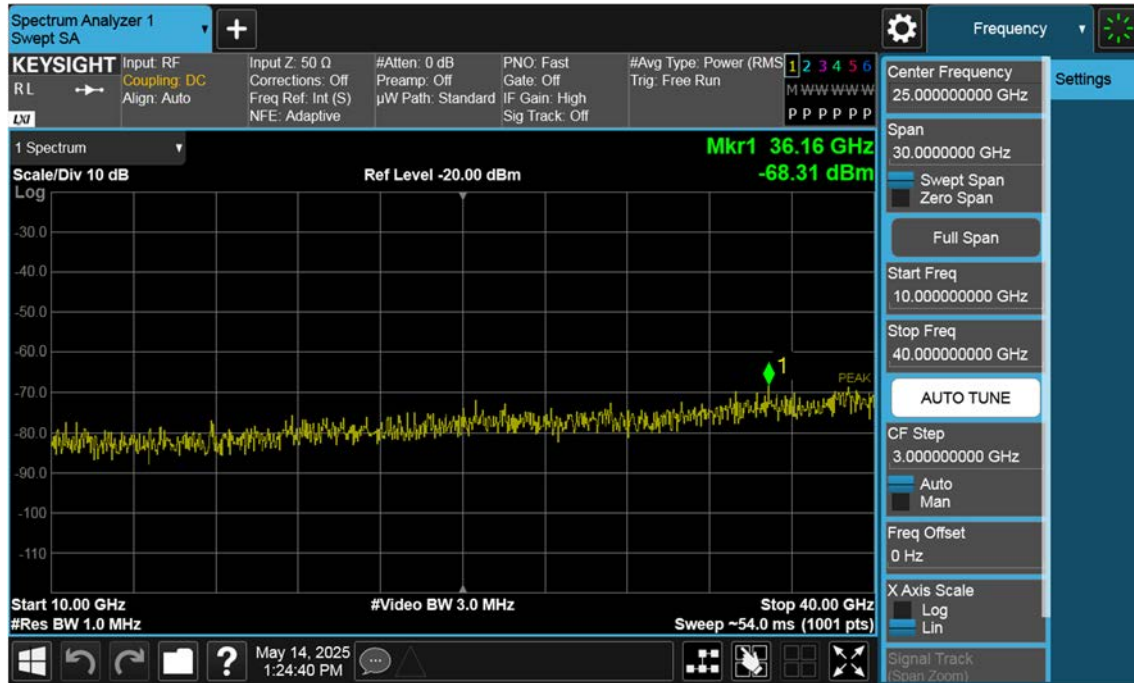 Spectrum Analyzer 1
Swept SA
+
Frequency
KEYSIGHT
RL
LXI
Input: RF
Coupling: DC
Align: Auto
Input Z: 50 Ω
Corrections: Off
Freq Ref: Int (S)
NFE: Adaptive
#Atten: 0 dB
Preamp: Off
µW Path: Standard
PNO: Fast
Gate: Off
IF Gain: High
Sig Track: Off
#Avg Type: Power (RMS
Trig: Free Run
1 2 3 4 5 6
M W W W W W
P P P P P P
1 Spectrum
Mkr1 36.16 GHz
-68.31 dBm
Scale/Div 10 dB
Ref Level -20.00 dBm
Log
-30.0
-40.0
-50.0
-60.0
-70.0
-80.0
-90.0
-100
-110
1
PEAK
Start 10.00 GHz
#Video BW 3.0 MHz
Stop 40.00 GHz
#Res BW 1.0 MHz
Sweep ~54.0 ms (1001 pts)
?
May 14, 2025
1:24:40 PM
Center Frequency
25.000000000 GHz
Settings
Span
30.0000000 GHz
Swept Span
Zero Span
Full Span
Start Freq
10.000000000 GHz
Stop Freq
40.000000000 GHz
AUTO TUNE
CF Step
3.000000000 GHz
Auto
Man
Freq Offset
0 Hz
X Axis Scale
Log
Lin
Signal Track
(Span Zoom)